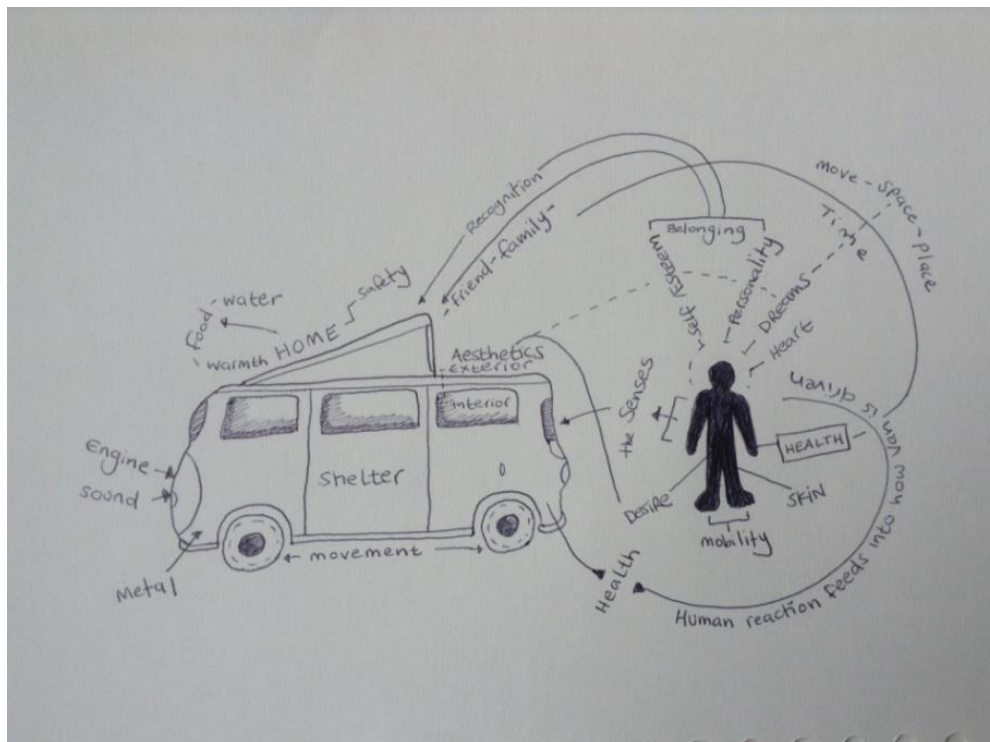 move - space - place
Time
Recognition
friend - family -
Belonging
self / Esteem
Personality
DReams
Heart
safety
water
food
warmth
HOME
Aesthetics
Exterior
interior
the Senses
van is driven
HEALTH
Engine
sound
Shelter
Desire
SKIN
mobility
movement
Metal
Health
Human reaction feeds into how